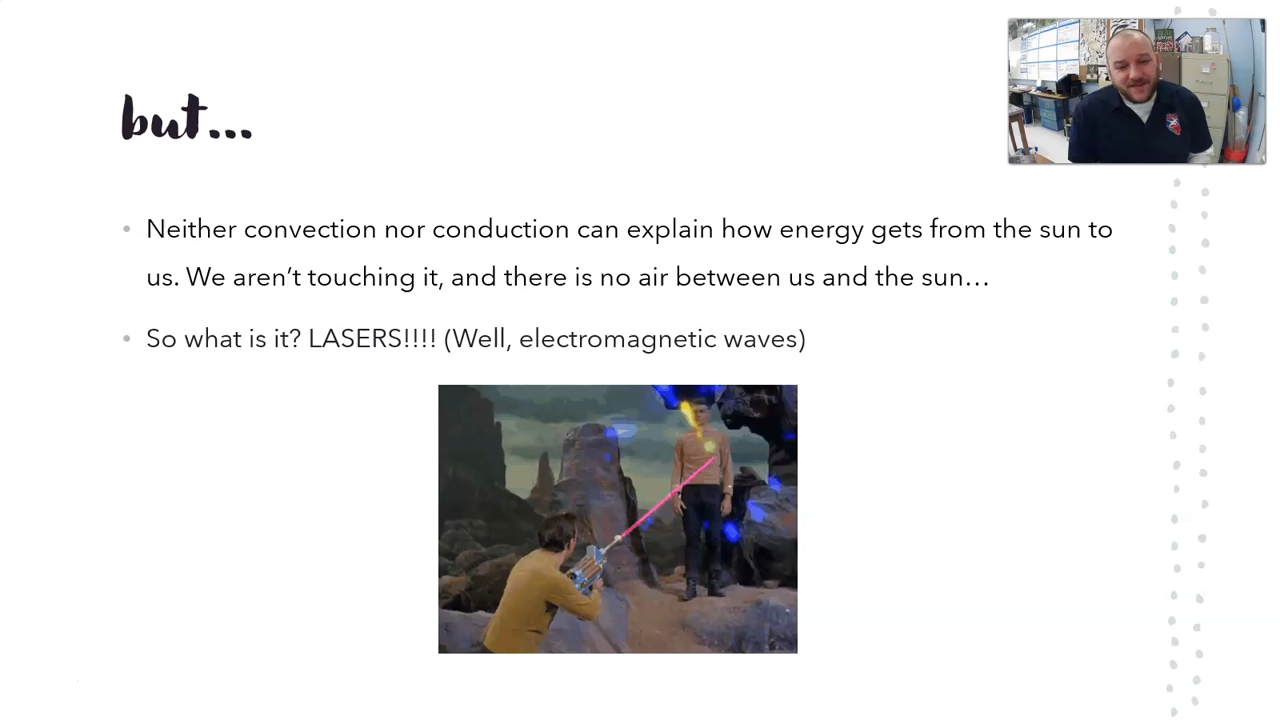 but...
• Neither convection nor conduction can explain how energy gets from the sun to
us. We aren’t touching it, and there is no air between us and the sun…
• So what is it? LASERS!!!! (Well, electromagnetic waves)